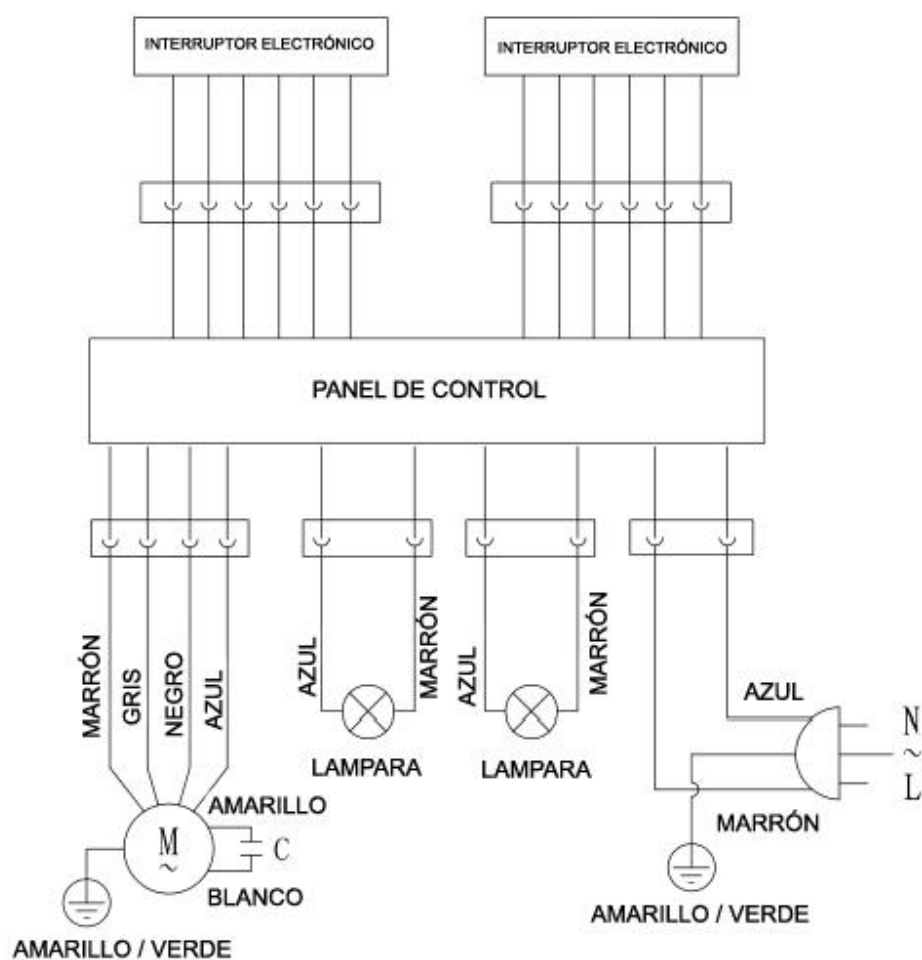 INTERRUPTOR ELECTRÓNICO
INTERRUPTOR ELECTRÓNICO
PANEL DE CONTROL
MARRÓN
GRIS
NEGRO
AZUL
AZUL
MARRÓN
AZUL
MARRÓN
LAMPARA
LAMPARA
AZUL
N
~
L
MARRÓN
AMARILLO / VERDE
M
~
AMARILLO
C
BLANCO
AMARILLO / VERDE